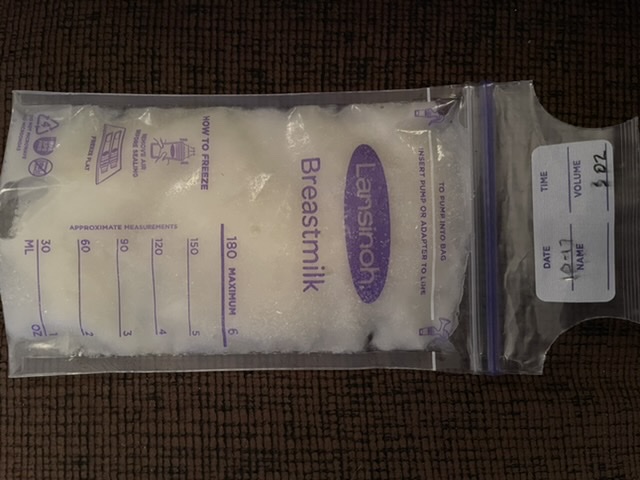 DATE TIME
10-17
NAME VOLUME
OZ
TO PUMP INTO BAG
INSERT PUMP OR ADAPTER TO LINE
Lansinoh
Breastmilk
180 MAXIMUM 6
150 5
120 4
90 3
60 2
30 1
ML OZ
APPROXIMATE MEASUREMENTS
HOW TO FREEZE
REMOVE AIR
BEFORE SEALING
FREEZE FLAT